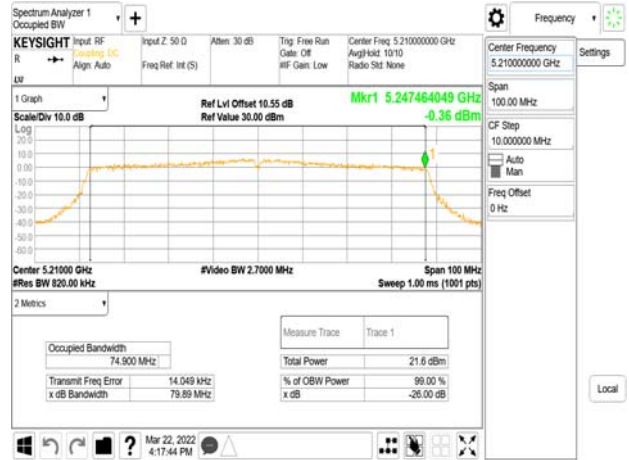 Spectrum Analyzer 1
Occupied BW
Frequency
KEYSIGHT
Input: RF
Coupling: DC
Align: Auto
Input Z: 50 Ω
Freq Ref: Int (S)
Atten: 30 dB
Trig: Free Run
Gate: Off
#IF Gain: Low
Center Freq: 5.210000000 GHz
Avg|Hold: 10/10
Radio Std: None
R
Center Frequency
5.210000000 GHz
Settings
Span
100.00 MHz
CF Step
10.000000 MHz
Auto
Man
Freq Offset
0 Hz
Local
1 Graph
Ref Lvl Offset 10.55 dB
Mkr1 5.247464049 GHz
Scale/Div 10.0 dB
Ref Value 30.00 dBm
-0.36 dBm
Log
20.0
10.0
0.00
-10.0
-20.0
-30.0
-40.0
-50.0
-60.0
1
Center 5.21000 GHz
#Video BW 2.7000 MHz
Span 100 MHz
#Res BW 820.00 kHz
Sweep 1.00 ms (1001 pts)
2 Metrics
Measure Trace
Trace 1
Occupied Bandwidth
74.900 MHz
Total Power
21.6 dBm
Transmit Freq Error
14.049 kHz
% of OBW Power
99.00 %
x dB Bandwidth
79.89 MHz
x dB
-26.00 dB
?
Mar 22, 2022
4:17:44 PM